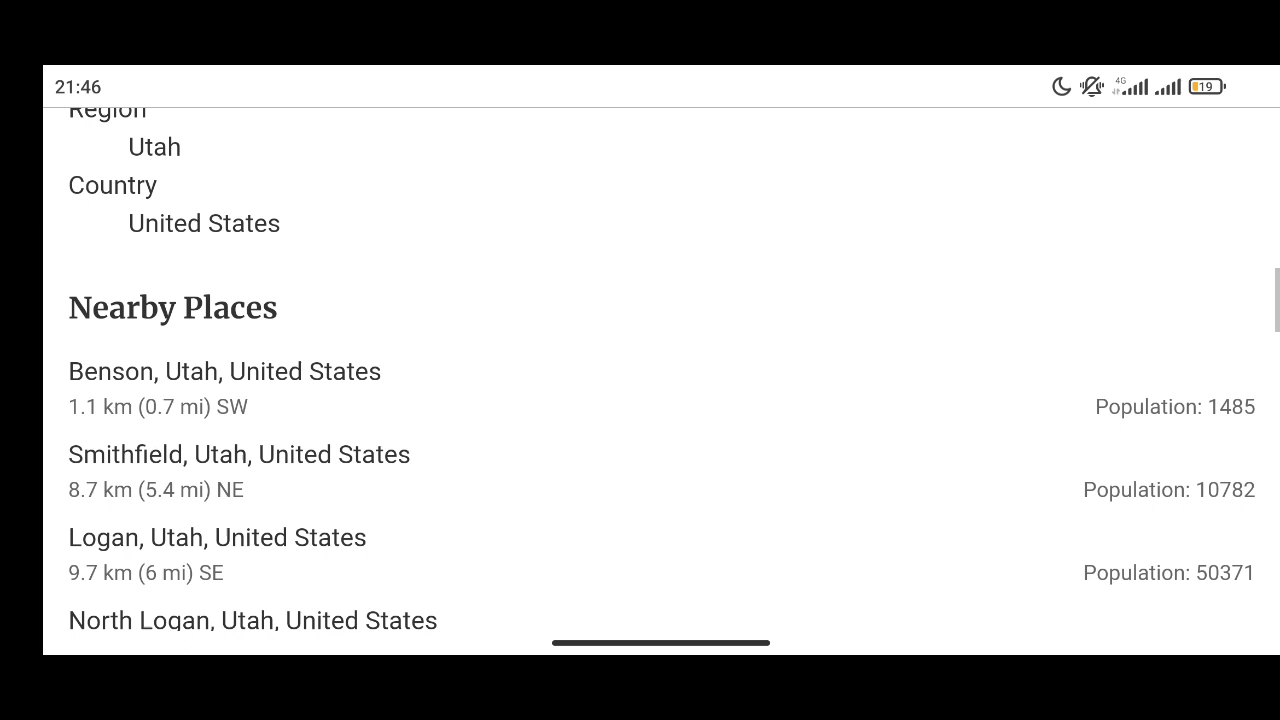 21:46
4G
19
Region
Utah
Country
United States
Nearby Places
Benson, Utah, United States
1.1 km (0.7 mi) SW
Population: 1485
Smithfield, Utah, United States
8.7 km (5.4 mi) NE
Population: 10782
Logan, Utah, United States
9.7 km (6 mi) SE
Population: 50371
North Logan, Utah, United States